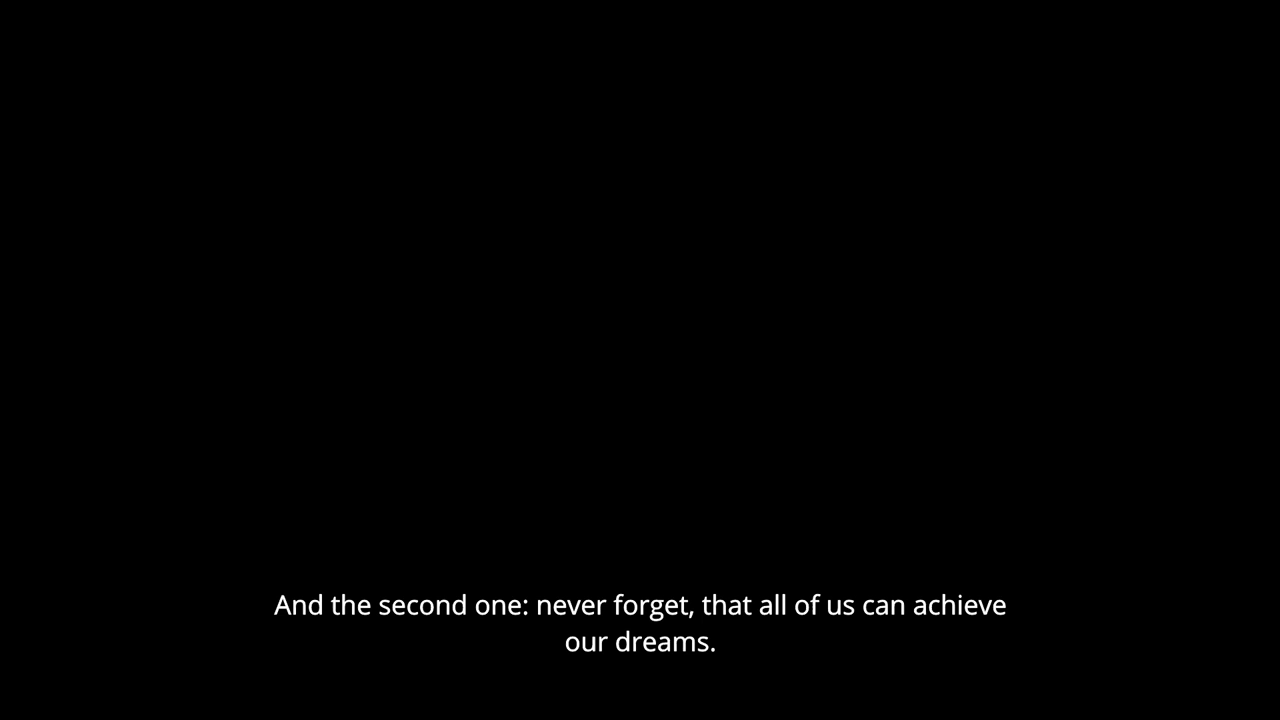 And the second one: never forget, that all of us can achieve
our dreams.